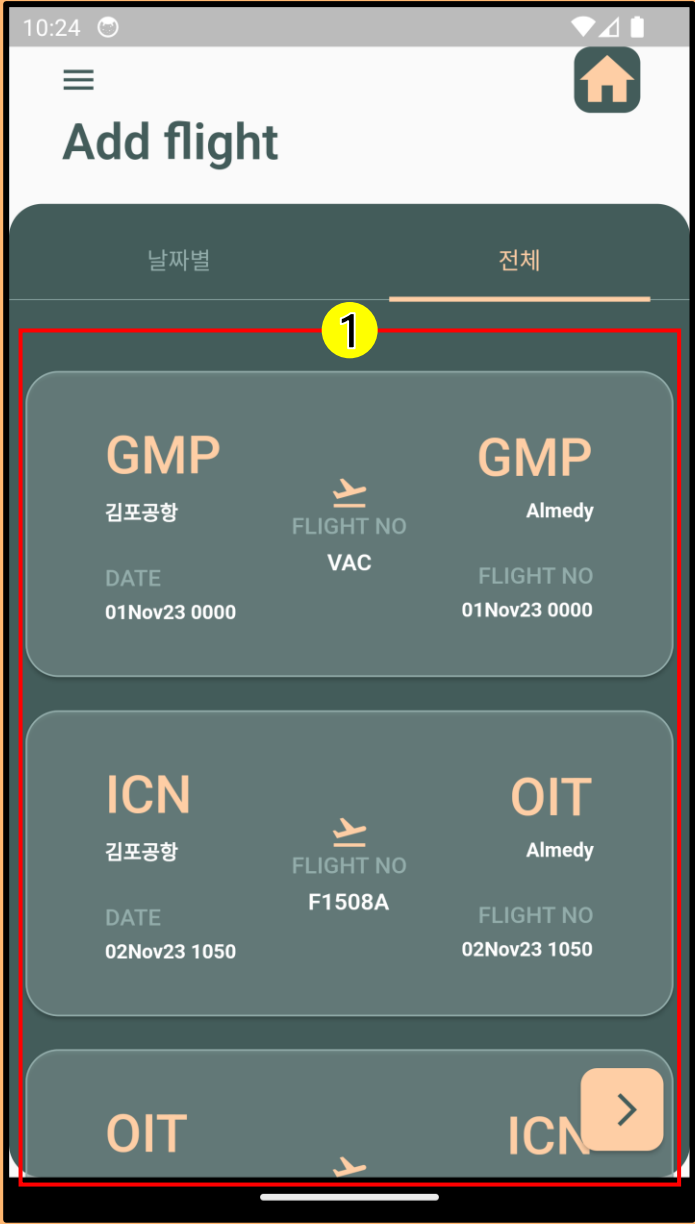 10:24
Add flight
날짜별 전체
1
GMP GMP
김포공항 Almedy
FLIGHT NO
VAC
DATE FLIGHT NO
01Nov23 0000 01Nov23 0000
ICN OIT
김포공항 Almedy
FLIGHT NO
F1508A
DATE FLIGHT NO
02Nov23 1050 02Nov23 1050
OIT ICN